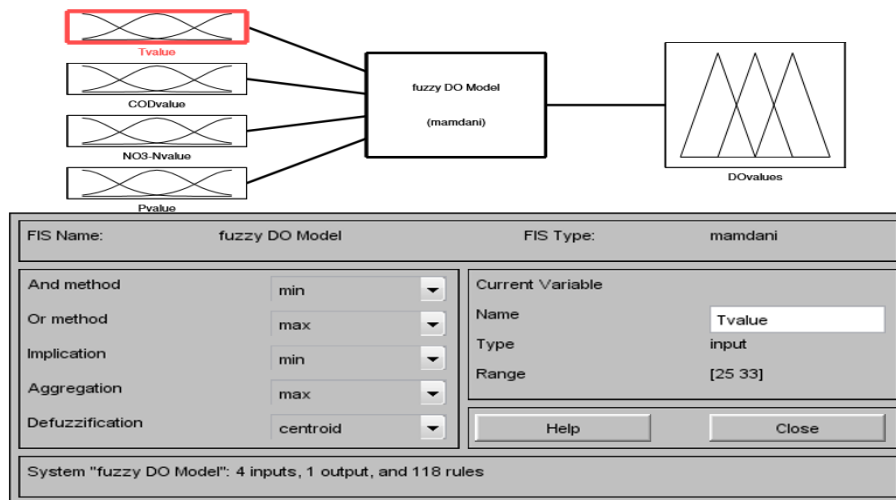 Tvalue
CODvalue
NO3-Nvalue
Pvalue
fuzzy DO Model
(mamdani)
DOvalues
FIS Name: fuzzy DO Model FIS Type: mamdani
And method min
Or method max
Implication min
Aggregation max
Defuzzification centroid
Current Variable
Name Tvalue
Type input
Range [25 33]
Help Close
System "fuzzy DO Model": 4 inputs, 1 output, and 118 rules